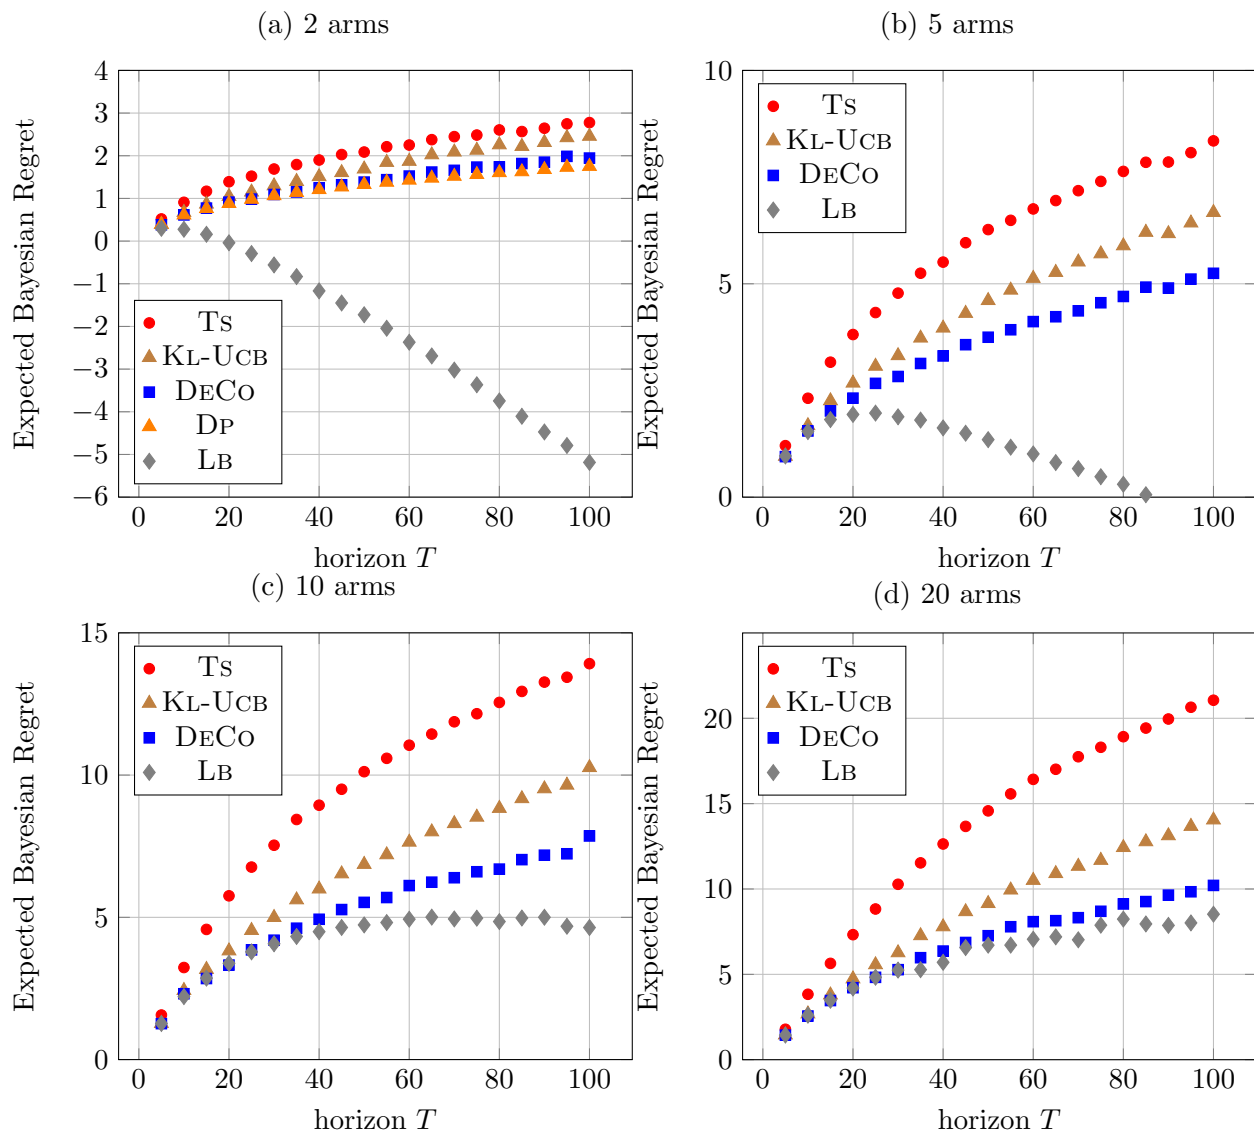 (a) 2 arms
Expected Bayesian Regret
4
3
2
1
0
−1
−2
−3
−4
−5
−6
Ts
KL-UCB
DECO
DP
LB
0 20 40 60 80 100
horizon T
(b) 5 arms
Expected Bayesian Regret
10
5
0
Ts
KL-UCB
DECO
LB
0 20 40 60 80 100
horizon T
(c) 10 arms
Expected Bayesian Regret
15
10
5
0
Ts
KL-UCB
DECO
LB
0 20 40 60 80 100
horizon T
(d) 20 arms
Expected Bayesian Regret
20
15
10
5
0
Ts
KL-UCB
DECO
LB
0 20 40 60 80 100
horizon T